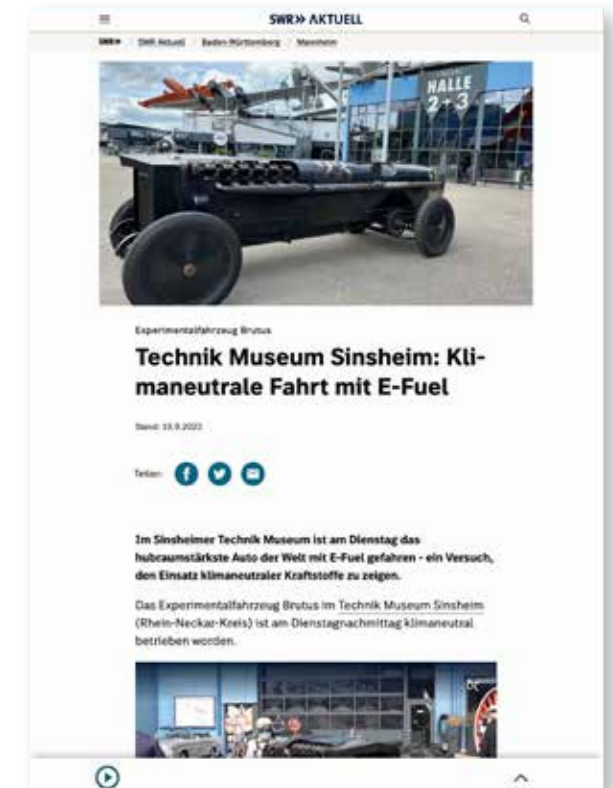 SWR» AKTUELL
SWR» / SWR Aktuell / Baden-Württemberg / Mannheim
HALLE
2+3
Experimentalfahrzeug Brutus
Technik Museum Sinsheim: Kli-
maneutrale Fahrt mit E-Fuel
Teilen:
Im Sinsheimer Technik Museum ist am Dienstag das
hubraumstärkste Auto der Welt mit E-Fuel gefahren - ein Versuch,
den Einsatz klimaneutraler Kraftstoffe zu zeigen.
Das Experimentalfahrzeug Brutus im Technik Museum Sinsheim
(Rhein-Neckar-Kreis) ist am Dienstagnachmittag klimaneutral
betrieben worden.